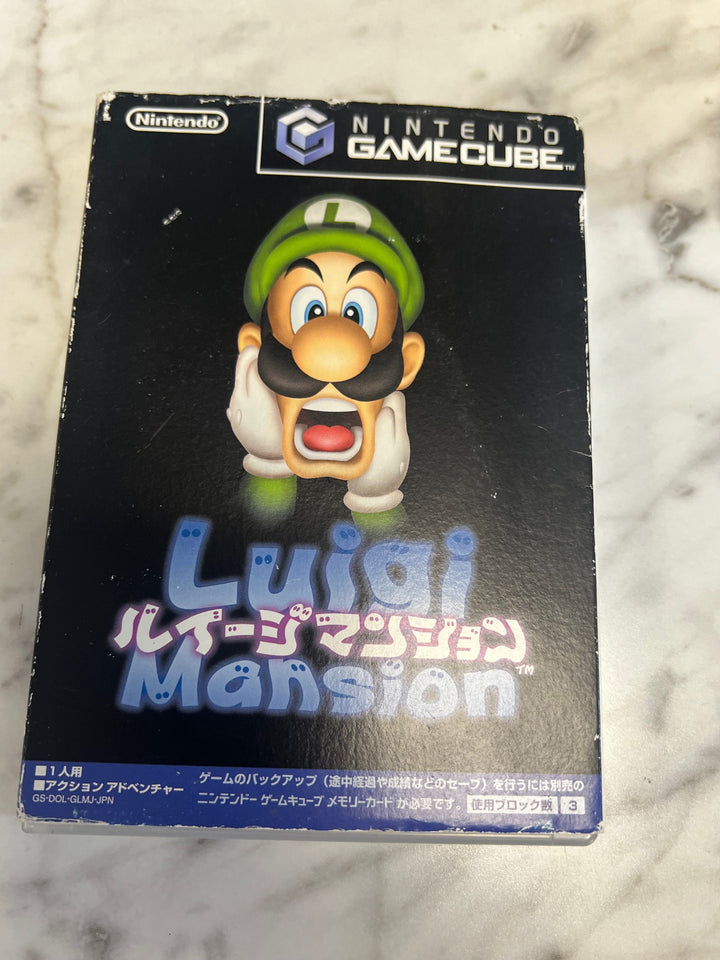 Nintendo
NINTENDO
GAMECUBE™
L
Luigi
ルイージマンション
Mansion™
■1人用
■アクション アドベンチャー
GS-DOL-GLMJ-JPN
ゲームのバックアップ（途中経過や成績などのセーブ）を行うには別売の
ニンテンドー ゲームキューブ メモリーカード が必要です。 使用ブロック数 3